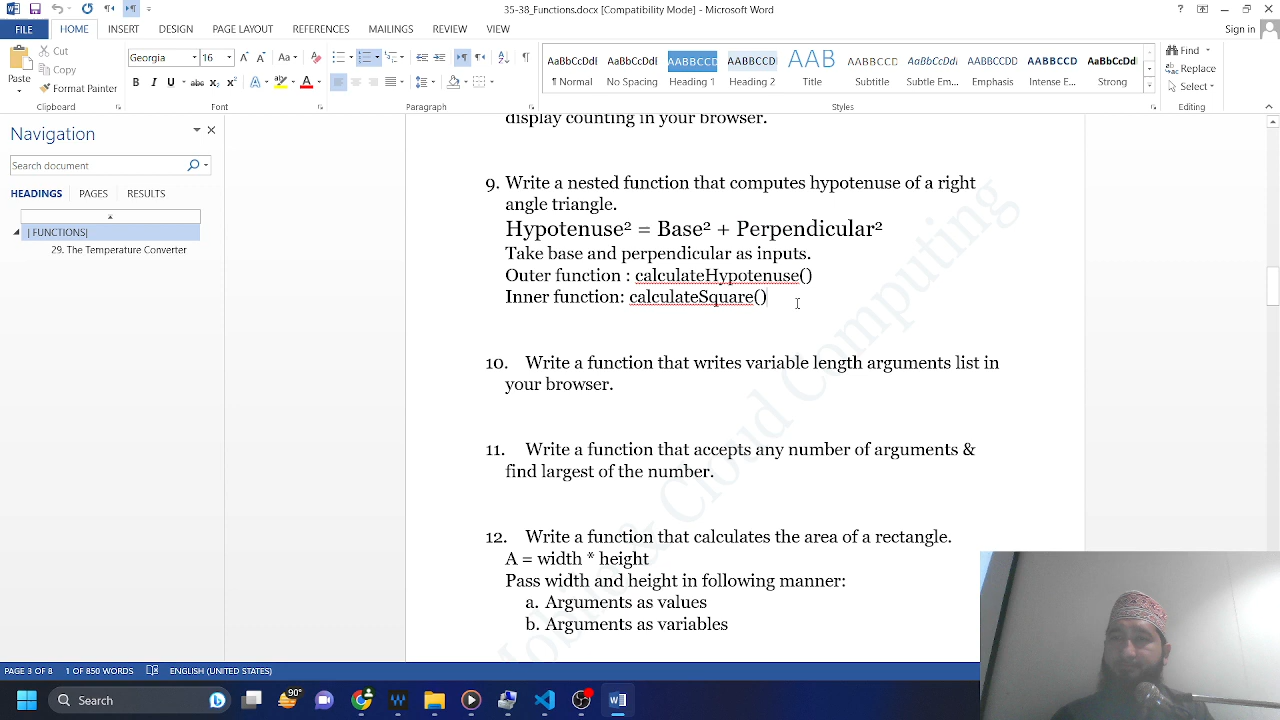 35-38_Functions.docx [Compatibility Mode] - Microsoft Word
Sign in
FILE HOME INSERT DESIGN PAGE LAYOUT REFERENCES MAILINGS REVIEW VIEW
Paste
Cut
Copy
Format Painter
Clipboard
Georgia 16
Font
Paragraph
AaBbCcDdI AaBbCcDdI AABBCCD AABBCCD AAB AABBCCD AaBbCcDd AABBCCDD AABBCCD AaBbCcDd
¶ Normal No Spacing Heading 1 Heading 2 Title Subtitle Subtle Em... Emphasis Intense E... Strong
Styles
Find
Replace
Select
Editing
Navigation
Search document
HEADINGS PAGES RESULTS
| FUNCTIONS|
29. The Temperature Converter
display counting in your browser.
9. Write a nested function that computes hypotenuse of a right
angle triangle.
Hypotenuse² = Base² + Perpendicular²
Take base and perpendicular as inputs.
Outer function : calculateHypotenuse()
Inner function: calculateSquare()
10. Write a function that writes variable length arguments list in
your browser.
11. Write a function that accepts any number of arguments &
find largest of the number.
12. Write a function that calculates the area of a rectangle.
A = width * height
Pass width and height in following manner:
a. Arguments as values
b. Arguments as variables
& Cloud Computing
PAGE 3 OF 8 1 OF 850 WORDS ENGLISH (UNITED STATES)
Search
90°